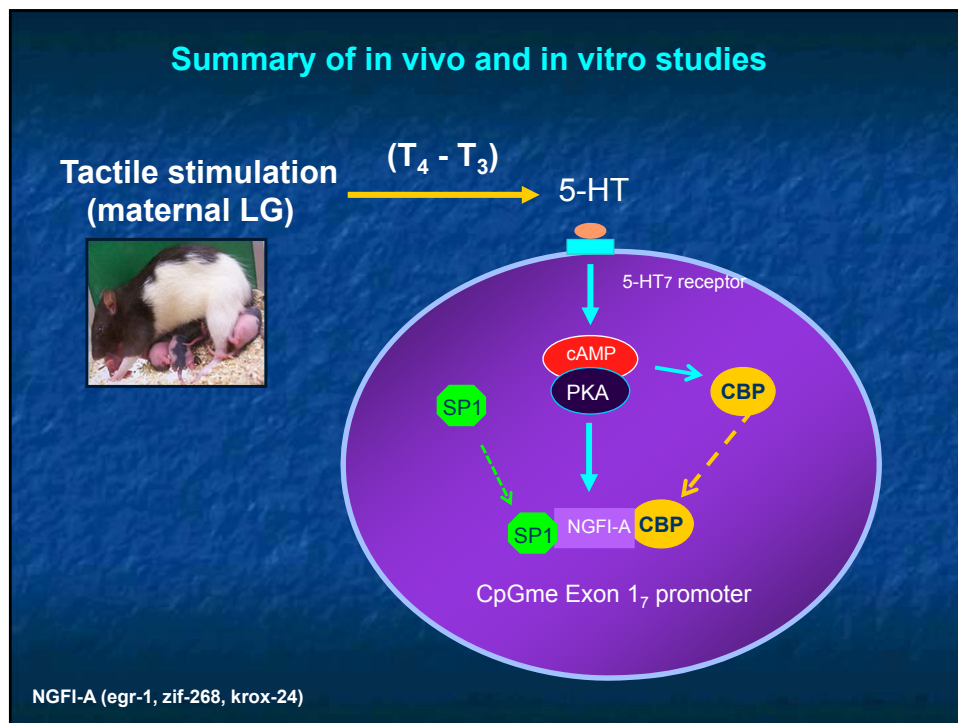 Summary of in vivo and in vitro studies
(T₄ - T₃)
Tactile stimulation
(maternal LG)
5-HT
5-HT7 receptor
cAMP
PKA
CBP
SP1
SP1
NGFI-A
CBP
CpGme Exon 1₇ promoter
NGFI-A (egr-1, zif-268, krox-24)